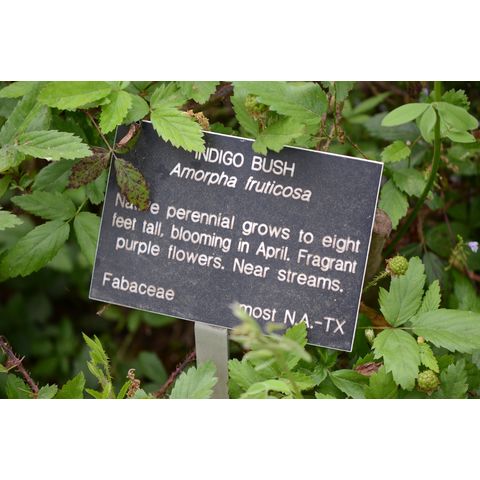 INDIGO BUSH
Amorpha fruticosa
Native perennial grows to eight
feet tall, blooming in April. Fragrant
purple flowers. Near streams.
Fabaceae
most N.A.-TX